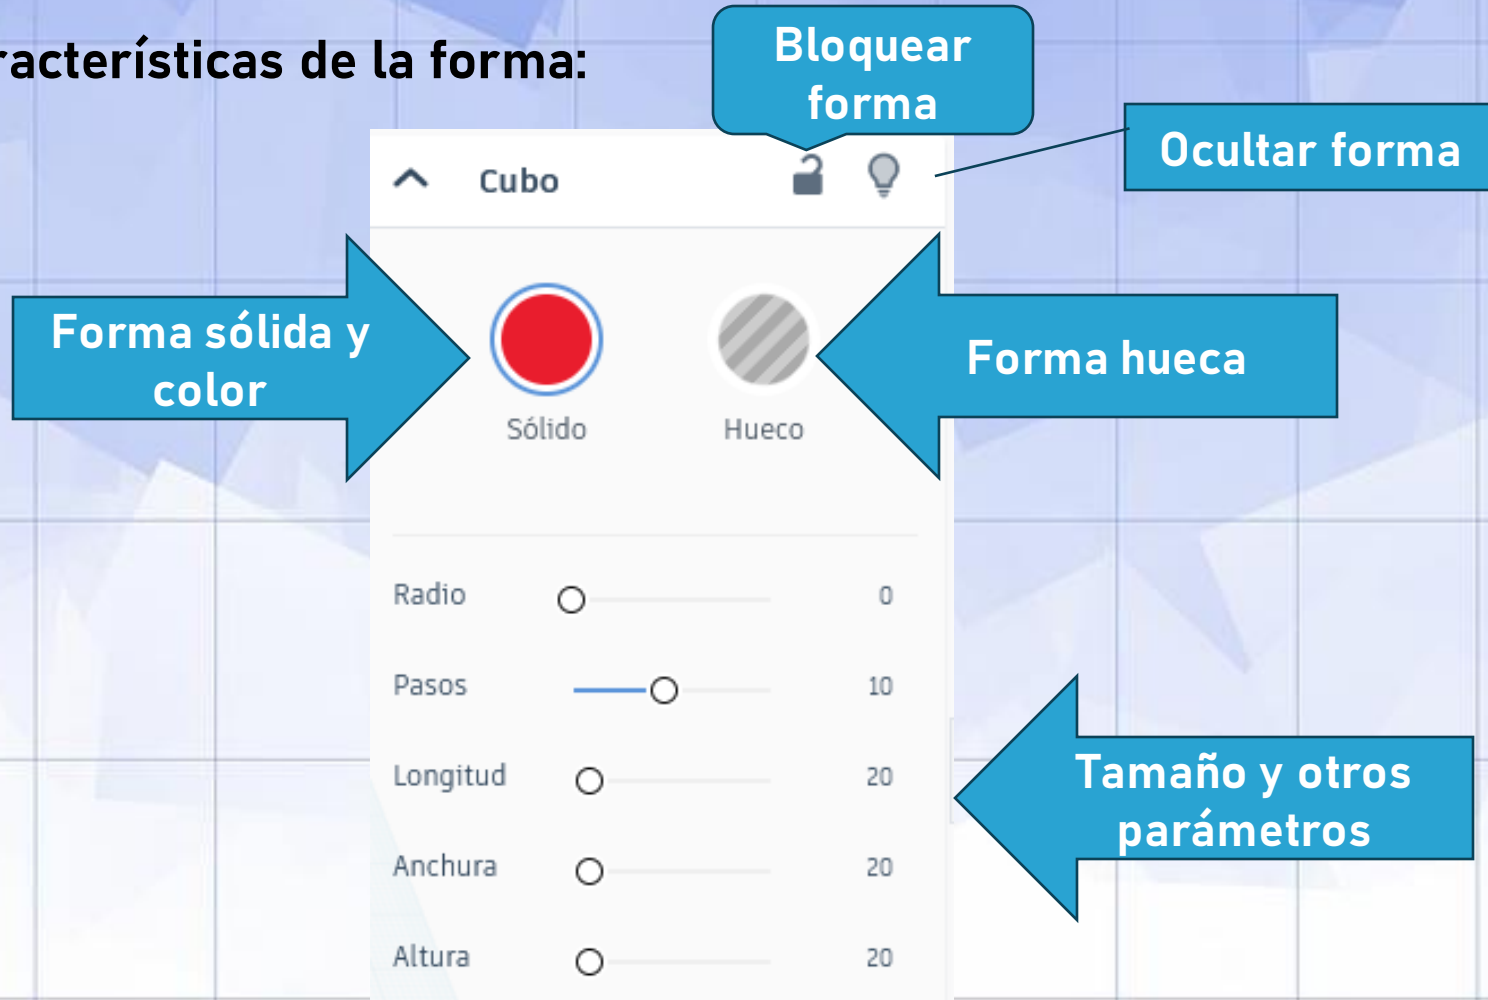 racterísticas de la forma:
Bloquear
forma
Ocultar forma
Cubo
Forma sólida y
color
Forma hueca
Sólido
Hueco
Radio 0
Pasos 10
Longitud 20
Tamaño y otros
parámetros
Anchura 20
Altura 20